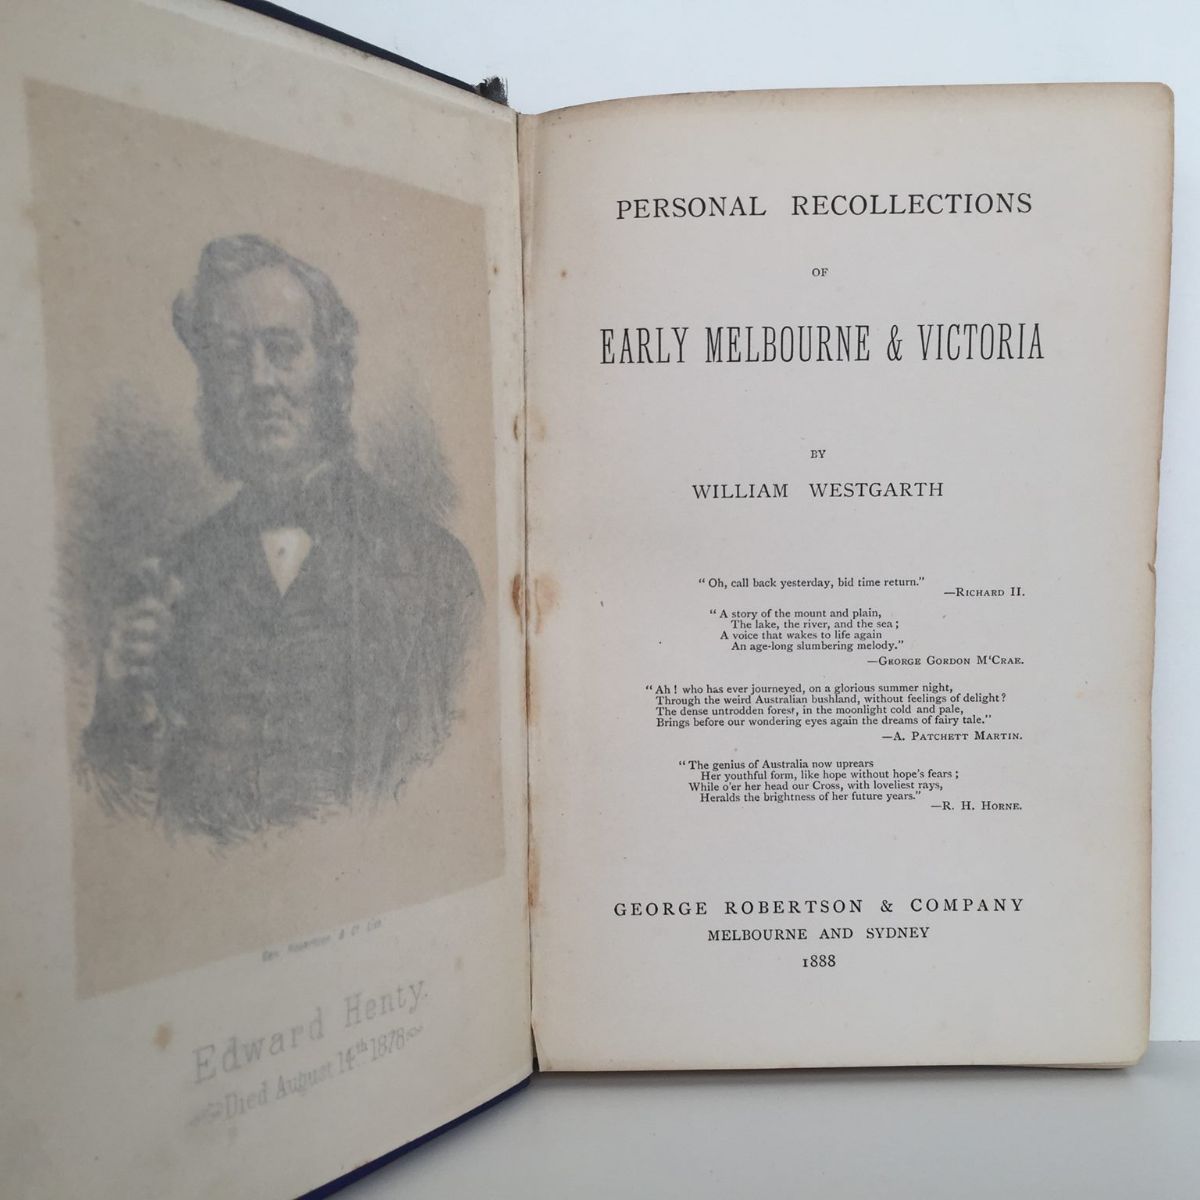 Geo. Robertson & Co. Lith.
Edward Henty.
Died August 14th 1878
PERSONAL RECOLLECTIONS
OF
EARLY MELBOURNE & VICTORIA
BY
WILLIAM WESTGARTH
“ Oh, call back yesterday, bid time return.”
—RICHARD II.
“ A story of the mount and plain,
The lake, the river, and the sea ;
A voice that wakes to life again
An age-long slumbering melody.”
—GEORGE GORDON M‘CRAE.
“ Ah ! who has ever journeyed, on a glorious summer night,
Through the weird Australian bushland, without feelings of delight ?
The dense untrodden forest, in the moonlight cold and pale,
Brings before our wondering eyes again the dreams of fairy tale.”
—A. PATCHETT MARTIN.
“ The genius of Australia now uprears
Her youthful form, like hope without hope's fears ;
While o'er her head our Cross, with loveliest rays,
Heralds the brightness of her future years.”
—R. H. HORNE.
GEORGE ROBERTSON & COMPANY
MELBOURNE AND SYDNEY
1888